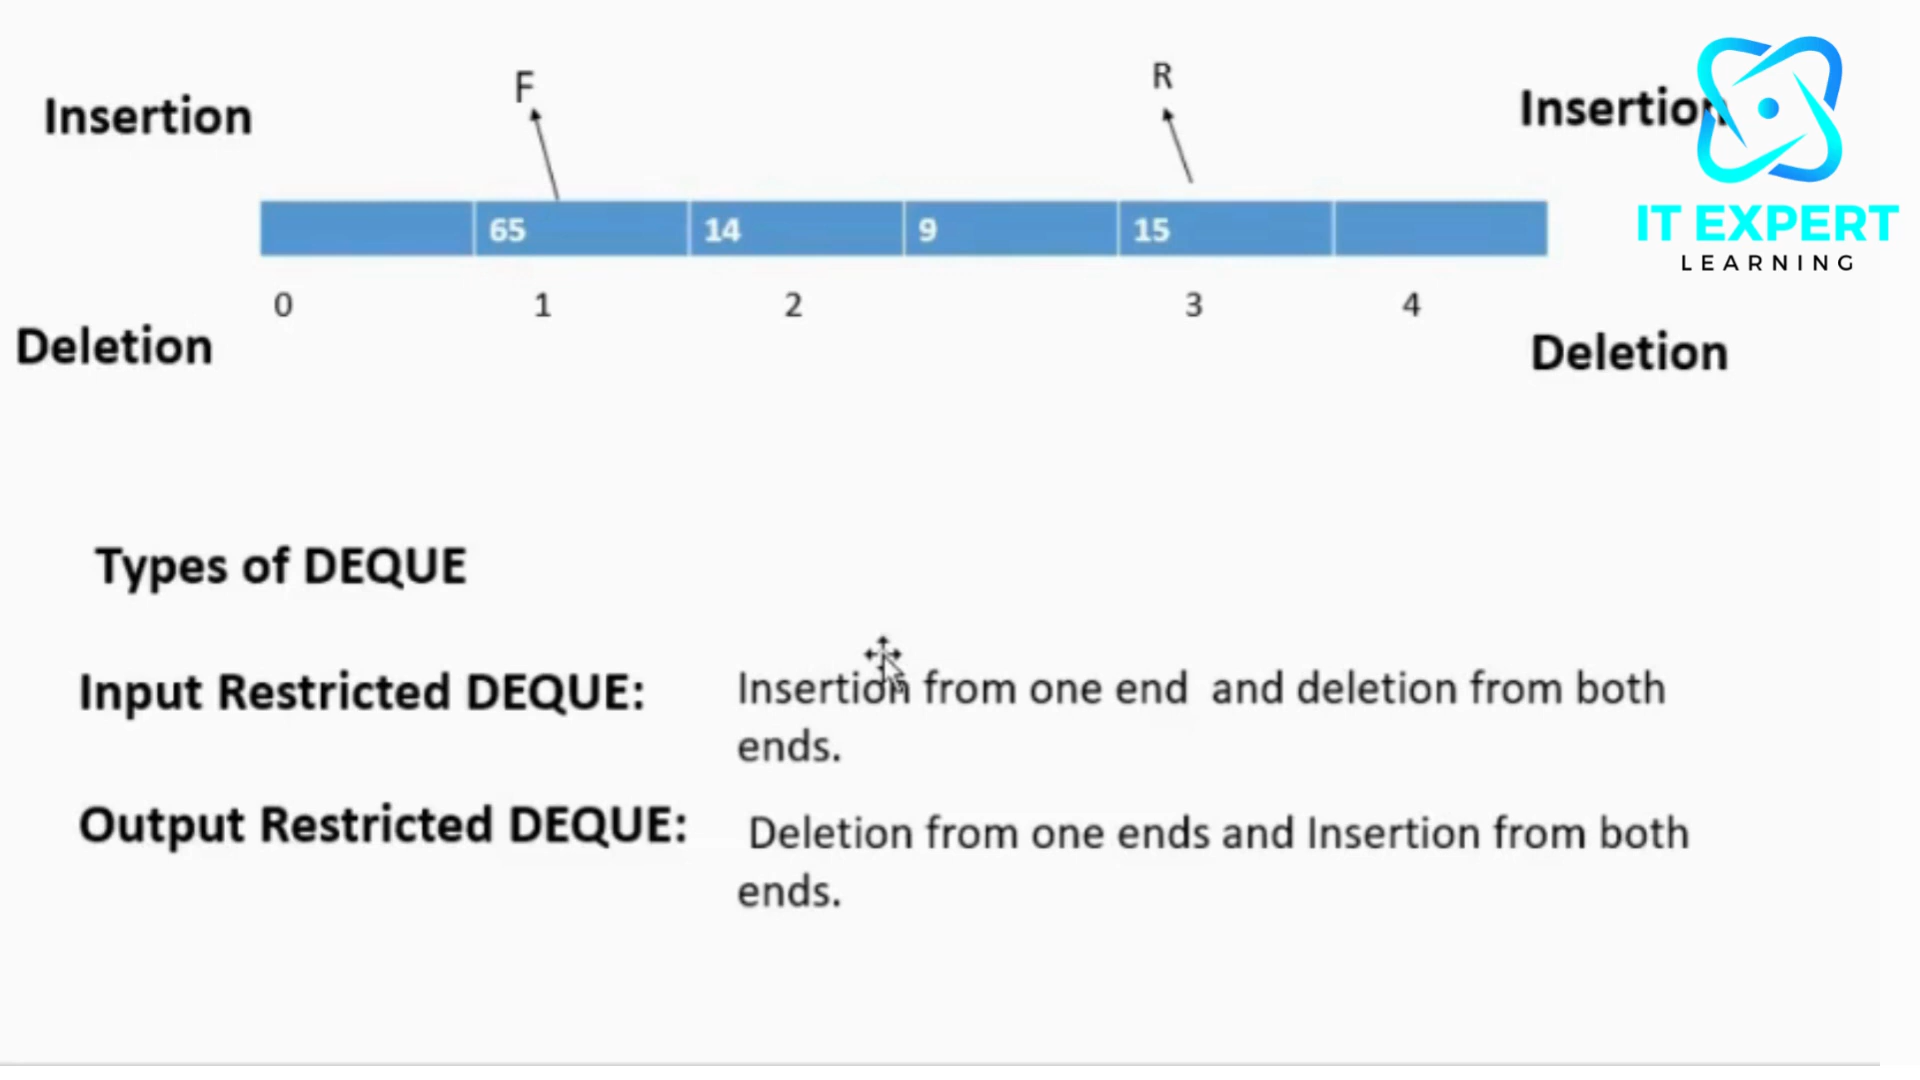 F
R
Insertion
Insertion
IT EXPERT
LEARNING
65 14 9 15
0 1 2 3 4
Deletion
Deletion
Types of DEQUE
Input Restricted DEQUE:
Insertion from one end and deletion from both
ends.
Output Restricted DEQUE:
Deletion from one ends and Insertion from both
ends.